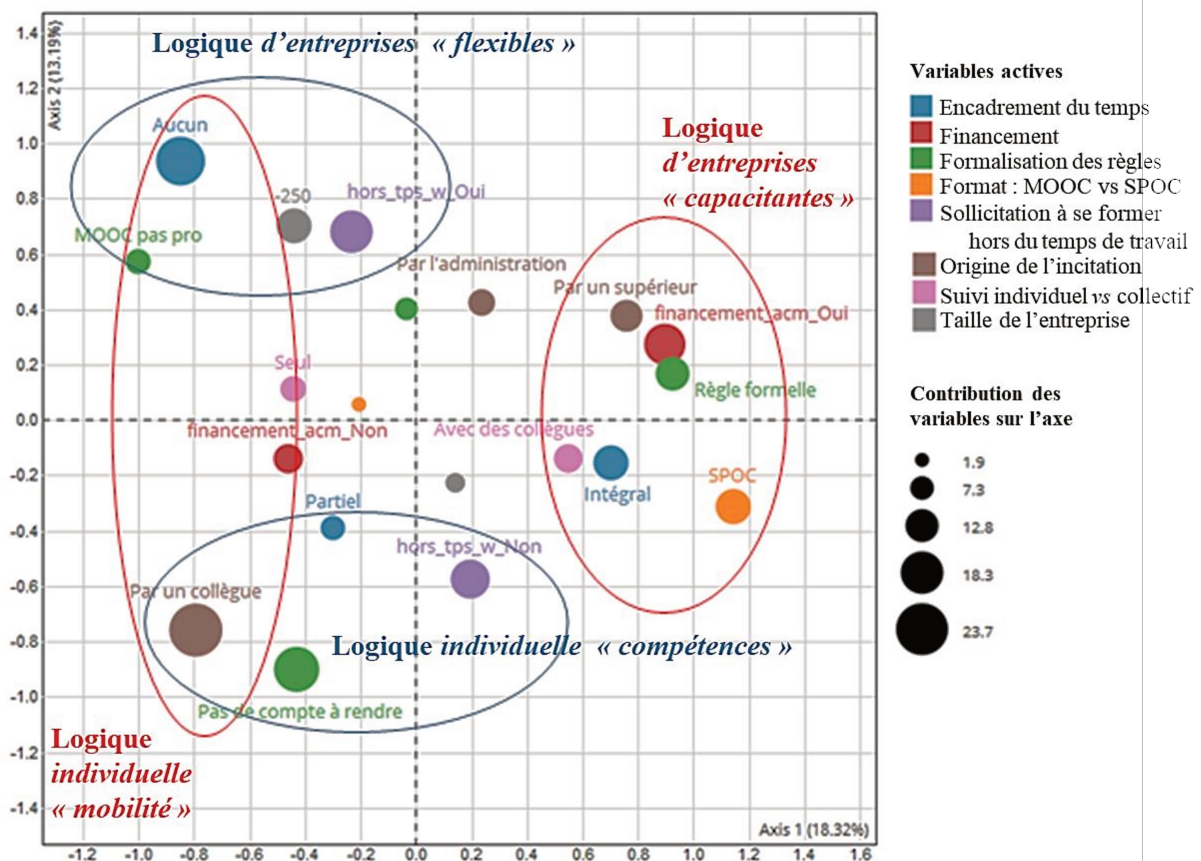 Logique d'entreprises « flexibles »
Axis 2 (13.19%)
1.4
1.2
1.0
0.8
0.6
0.4
0.2
0.0
-0.2
-0.4
-0.6
-0.8
-1.0
-1.2
-1.4
Aucun
-250
hors_tps_w_Oui
MOOC pas pro
Logique
d'entreprises
« capacitantes »
Par l'administration
Par un supérieur
financement_acm_Oui
Règle formelle
Seul
financement_acm_Non
Avec des collègues
Intégral
SPOC
Partiel
hors_tps_w_Non
Par un collègue
Logique individuelle « compétences »
Pas de compte à rendre
Logique
individuelle
« mobilité »
Axis 1 (18.32%)
-1.2 -1.0 -0.8 -0.6 -0.4 -0.2 0.0 0.2 0.4 0.6 0.8 1.0 1.2 1.4 1.6
Variables actives
Encadrement du temps
Financement
Formalisation des règles
Format : MOOC vs SPOC
Sollicitation à se former
hors du temps de travail
Origine de l'incitation
Suivi individuel vs collectif
Taille de l'entreprise
Contribution des
variables sur l'axe
1.9
7.3
12.8
18.3
23.7